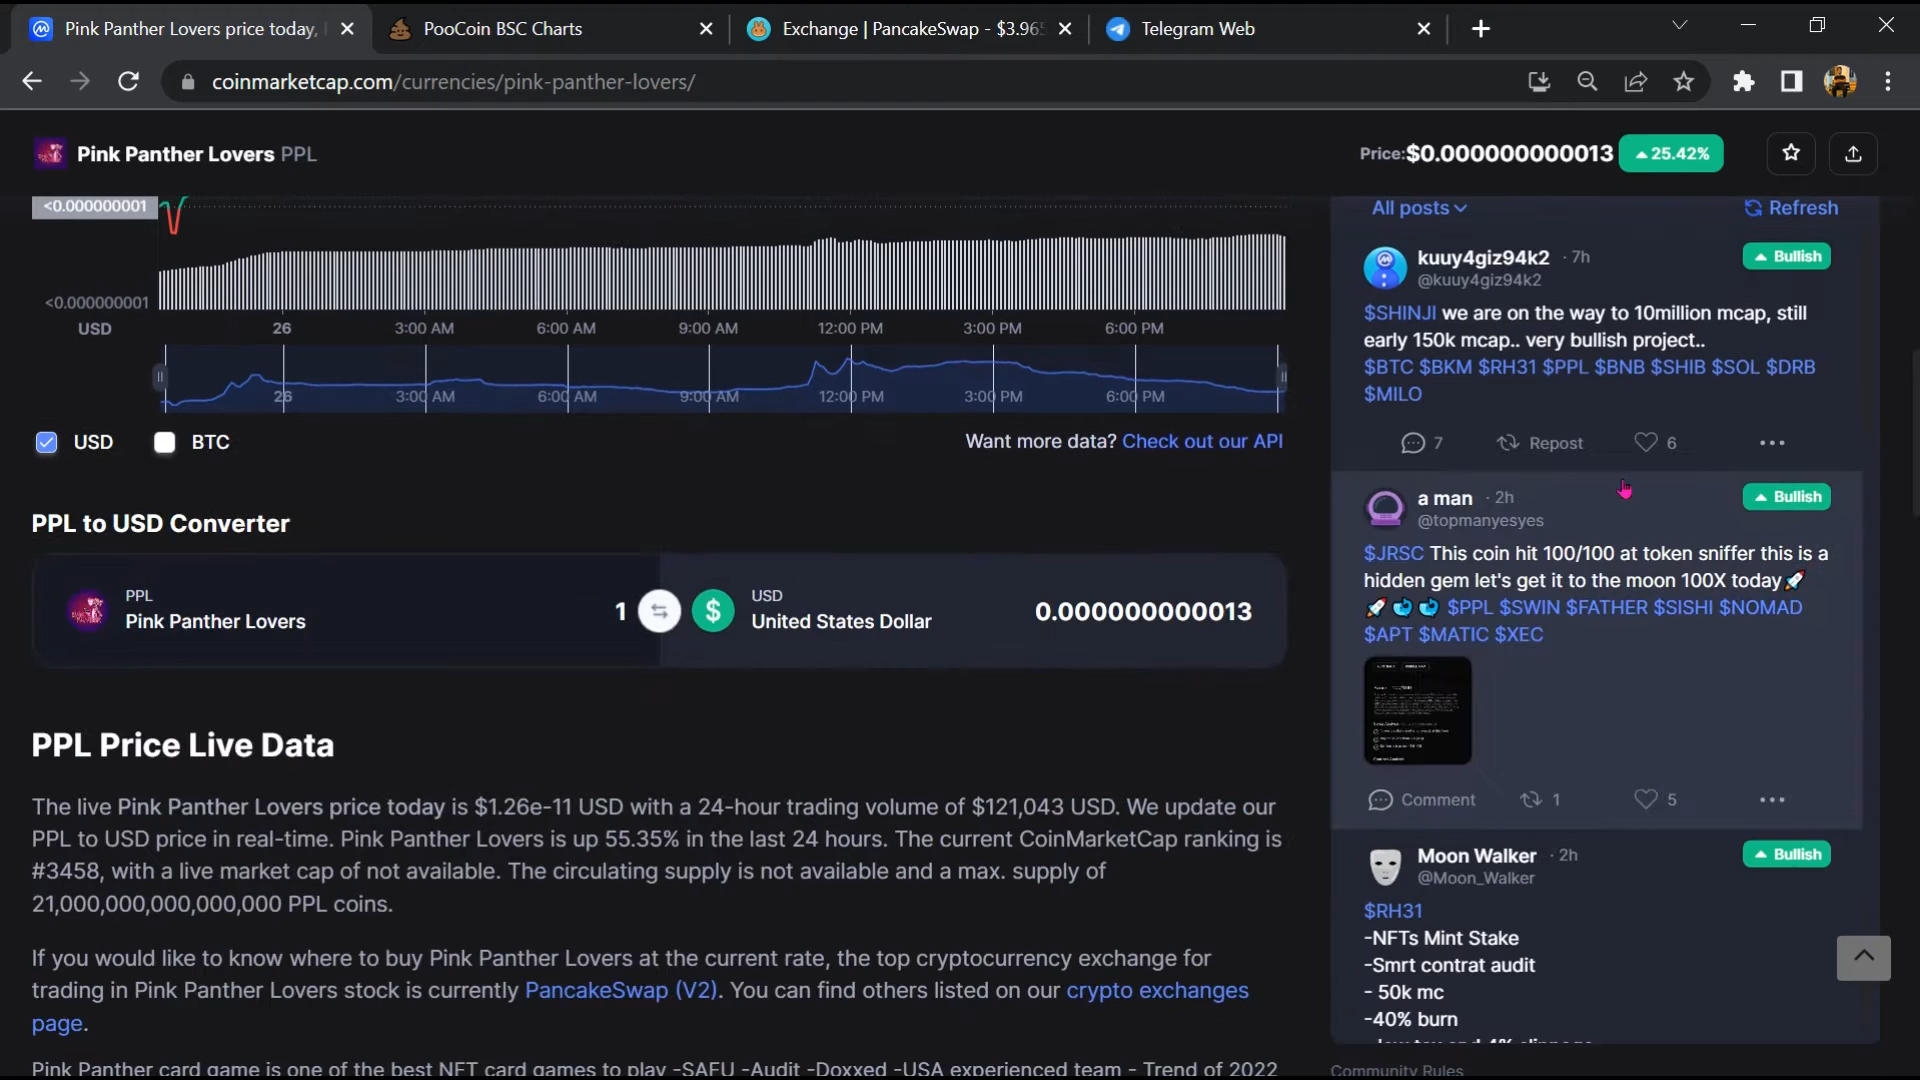 Pink Panther Lovers price today,
PooCoin BSC Charts
Exchange | PancakeSwap - $3.965
Telegram Web
coinmarketcap.com/currencies/pink-panther-lovers/
Pink Panther Lovers PPL
Price:$0.000000000013
25.42%
<0.000000001
<0.000000001
USD
26
3:00 AM
6:00 AM
9:00 AM
12:00 PM
3:00 PM
6:00 PM
26
3:00 AM
6:00 AM
9:00 AM
12:00 PM
3:00 PM
6:00 PM
USD
BTC
Want more data? Check out our API
PPL to USD Converter
PPL
Pink Panther Lovers
1
USD
United States Dollar
0.000000000013
PPL Price Live Data
The live Pink Panther Lovers price today is $1.26e-11 USD with a 24-hour trading volume of $121,043 USD. We update our
PPL to USD price in real-time. Pink Panther Lovers is up 55.35% in the last 24 hours. The current CoinMarketCap ranking is
#3458, with a live market cap of not available. The circulating supply is not available and a max. supply of
21,000,000,000,000,000 PPL coins.
If you would like to know where to buy Pink Panther Lovers at the current rate, the top cryptocurrency exchange for
trading in Pink Panther Lovers stock is currently PancakeSwap (V2). You can find others listed on our crypto exchanges
page.
Pink Panther card game is one of the best NFT card games to play -SAFU -Audit -Doxxed -USA experienced team - Trend of 2022
All posts
Refresh
kuuy4giz94k2 · 7h
Bullish
@kuuy4giz94k2
$SHINJI we are on the way to 10million mcap, still
early 150k mcap.. very bullish project..
$BTC $BKM $RH31 $PPL $BNB $SHIB $SOL $DRB
$MILO
7
Repost
6
a man · 2h
Bullish
@topmanyesyes
$JRSC This coin hit 100/100 at token sniffer this is a
hidden gem let's get it to the moon 100X today🚀
🚀 $PPL $SWIN $FATHER $SISHI $NOMAD
$APT $MATIC $XEC
Comment
1
5
Moon Walker · 2h
Bullish
@Moon_Walker
$RH31
-NFTs Mint Stake
-Smrt contrat audit
- 50k mc
-40% burn
Community Rules